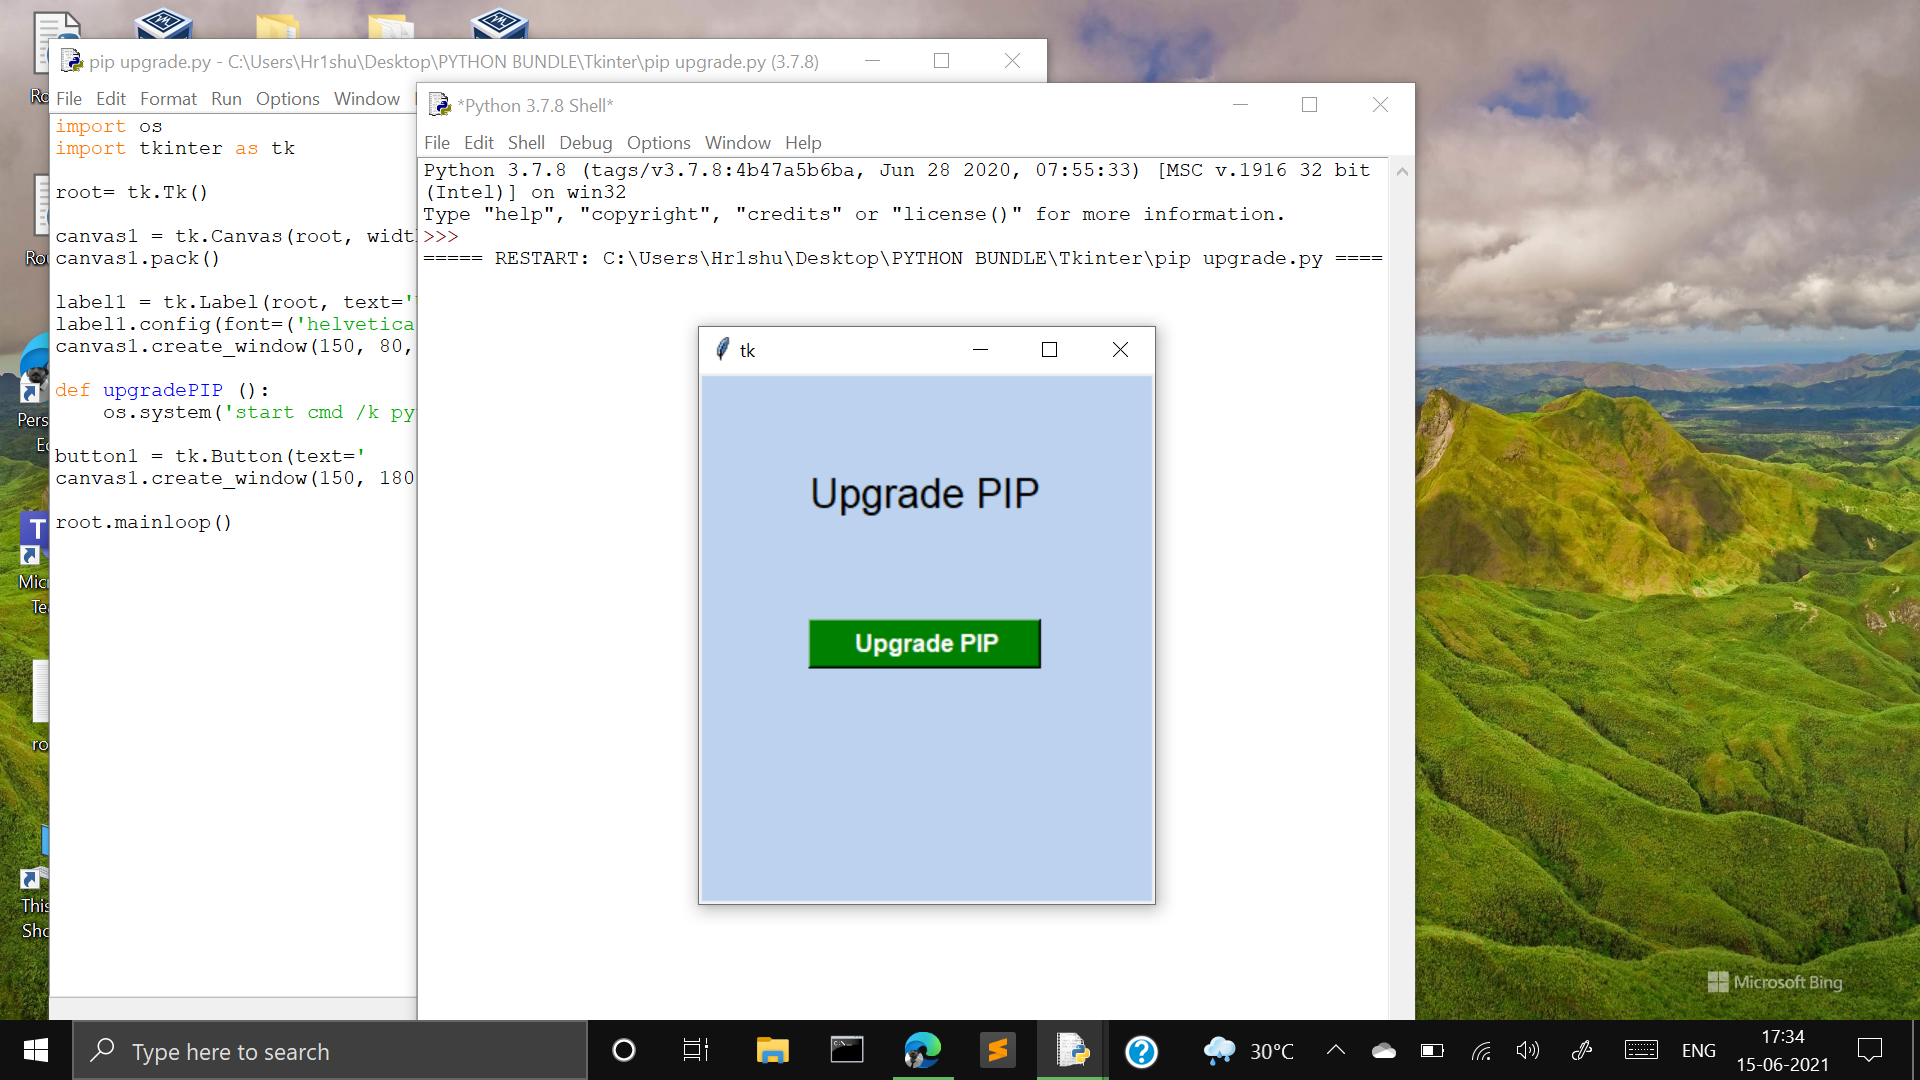 pip upgrade.py - C:\Users\Hr1shu\Desktop\PYTHON BUNDLE\Tkinter\pip upgrade.py (3.7.8)
File Edit Format Run Options Window
import os
import tkinter as tk
root= tk.Tk()
canvas1 = tk.Canvas(root, widt
canvas1.pack()
label1 = tk.Label(root, text='
label1.config(font=('helvetica
canvas1.create_window(150, 80,
def upgradePIP ():
os.system('start cmd /k py
button1 = tk.Button(text='
canvas1.create_window(150, 180
root.mainloop()
*Python 3.7.8 Shell*
File Edit Shell Debug Options Window Help
Python 3.7.8 (tags/v3.7.8:4b47a5b6ba, Jun 28 2020, 07:55:33) [MSC v.1916 32 bit
(Intel)] on win32
Type "help", "copyright", "credits" or "license()" for more information.
>>>
===== RESTART: C:\Users\Hr1shu\Desktop\PYTHON BUNDLE\Tkinter\pip upgrade.py ====
tk
Upgrade PIP
Upgrade PIP
Ro
Rou
Pers
E
T
Mic
Te
ro
This
Sho
Microsoft Bing
Type here to search
30°C
ENG
17:34
15-06-2021